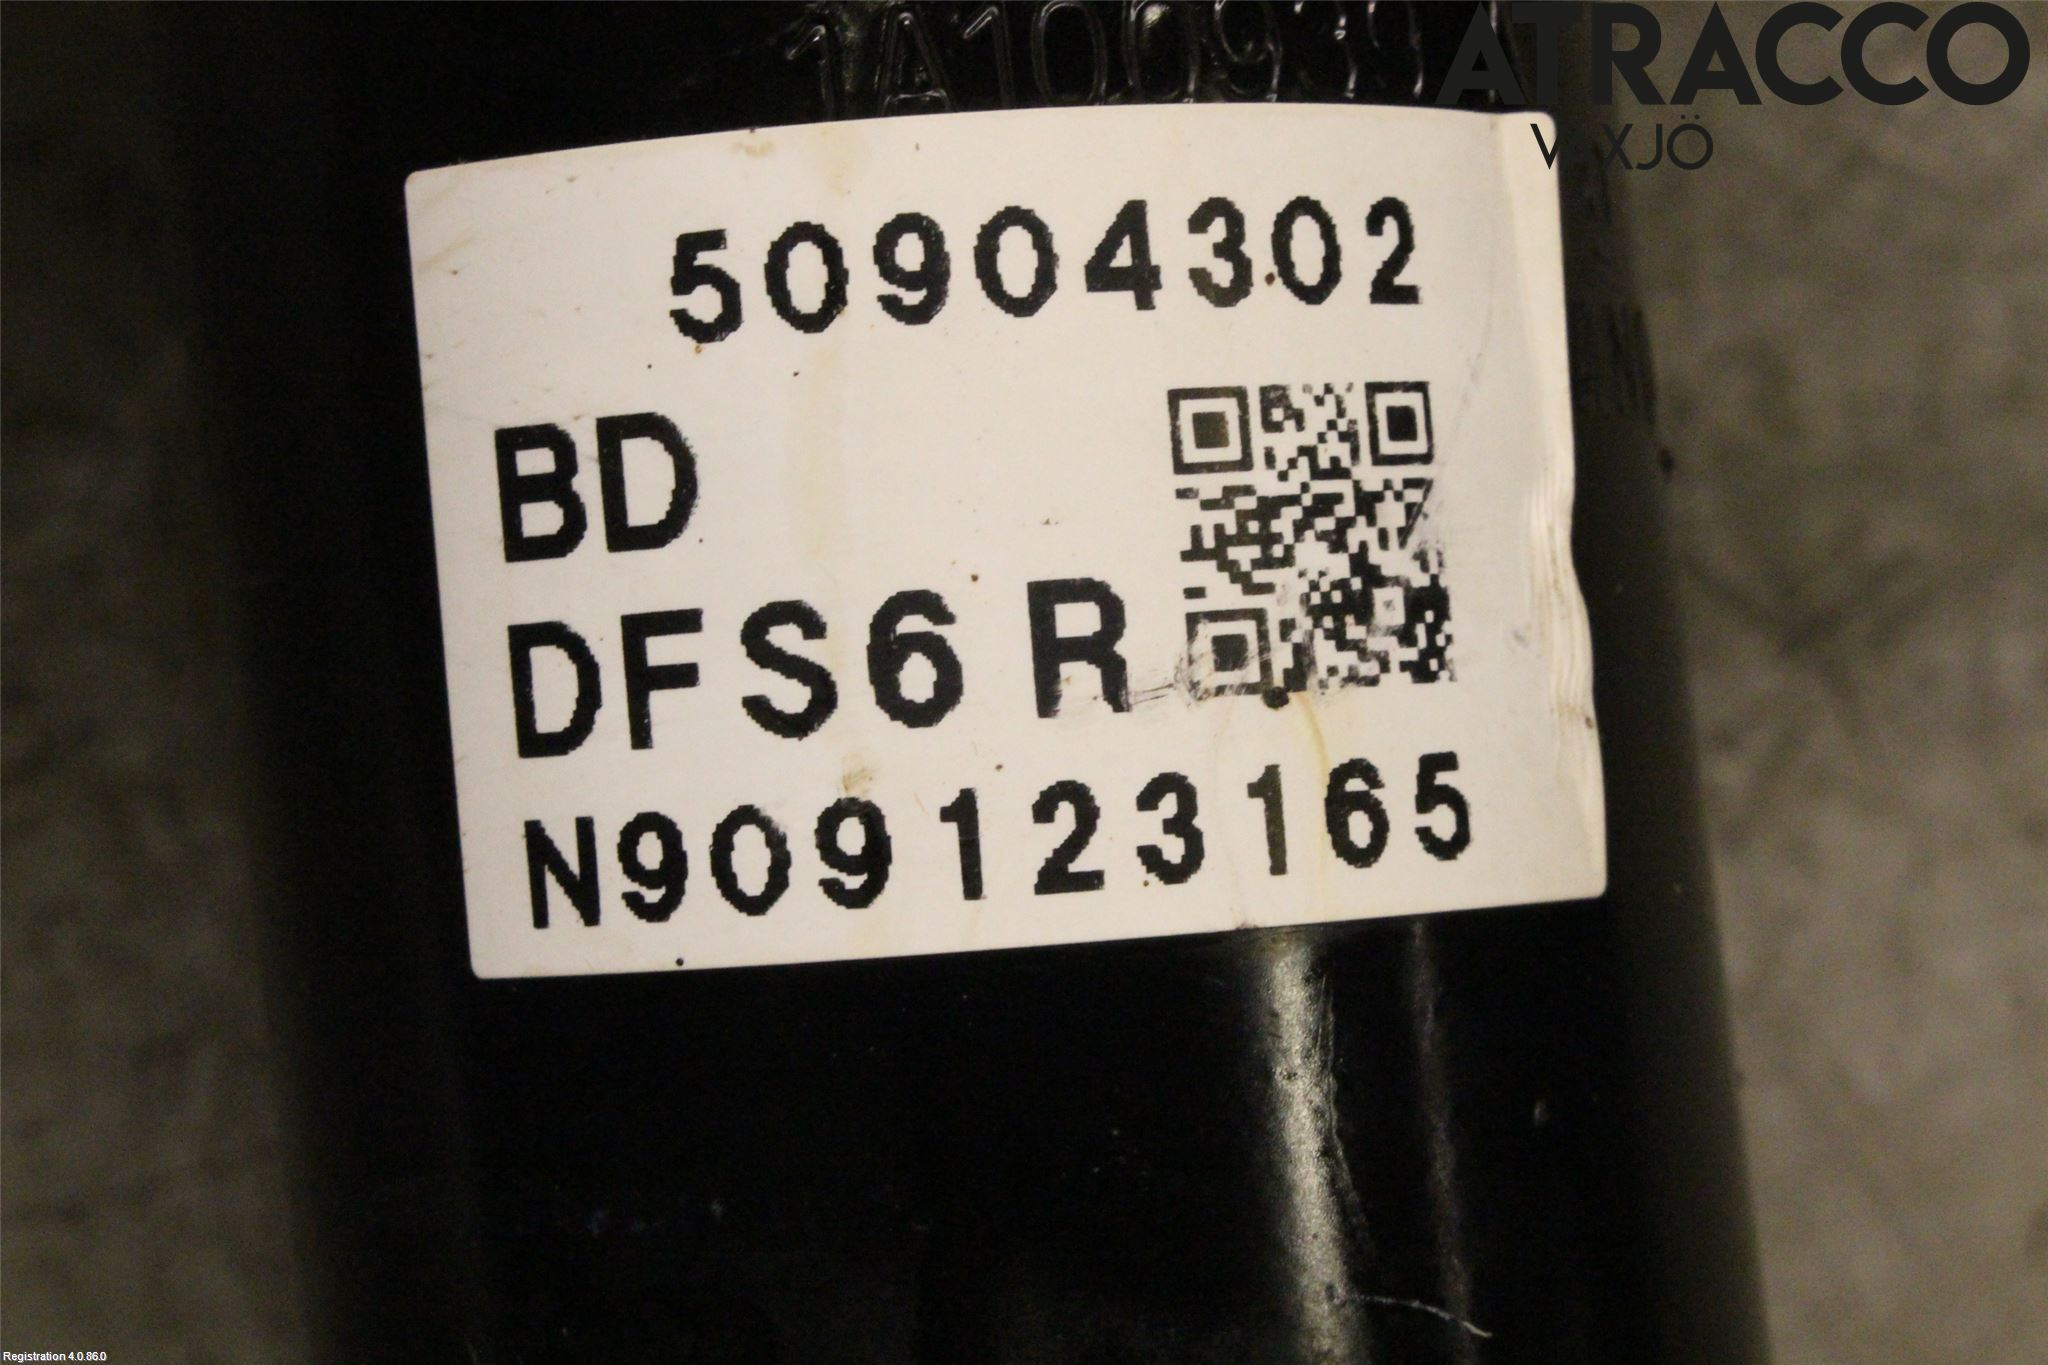 ATRACCO
VÄXJÖ
50904302
BD
DFS6 R
N909123165
Registration 4.0.86.0